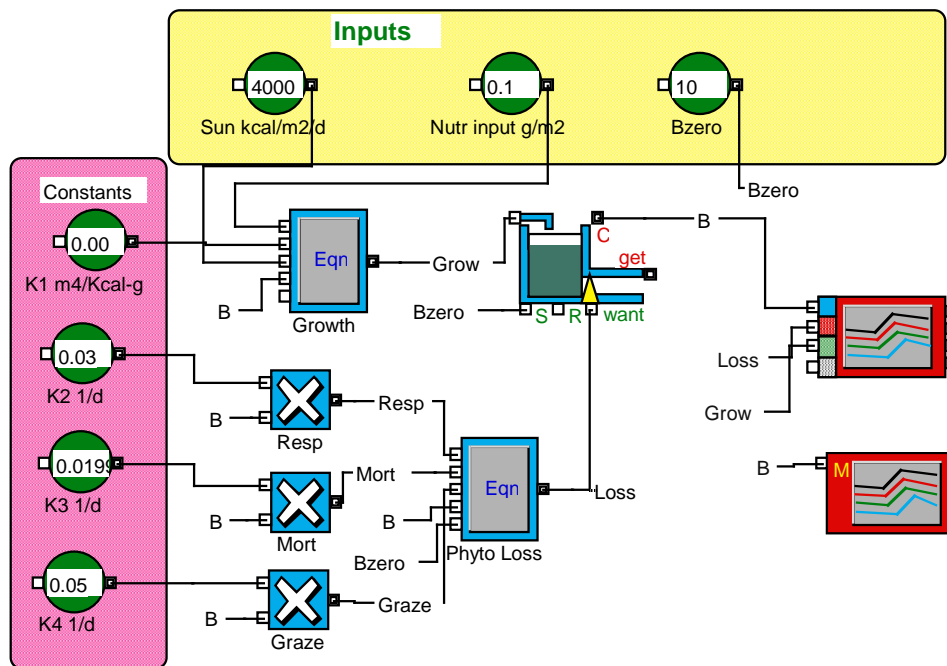 Inputs
4000
Sun kcal/m2/d
0.1
Nutr input g/m2
10
Bzero
Bzero
Constants
0.00
K1 m4/Kcal-g
B
Eqn
Growth
Grow
Bzero
C
get
S
R
want
B
0.03
K2 1/d
B
Resp
Resp
Loss
Grow
0.0199
K3 1/d
B
Mort
Mort
B
Bzero
Eqn
Phyto Loss
Loss
B
M
0.05
K4 1/d
B
Graze
Graze